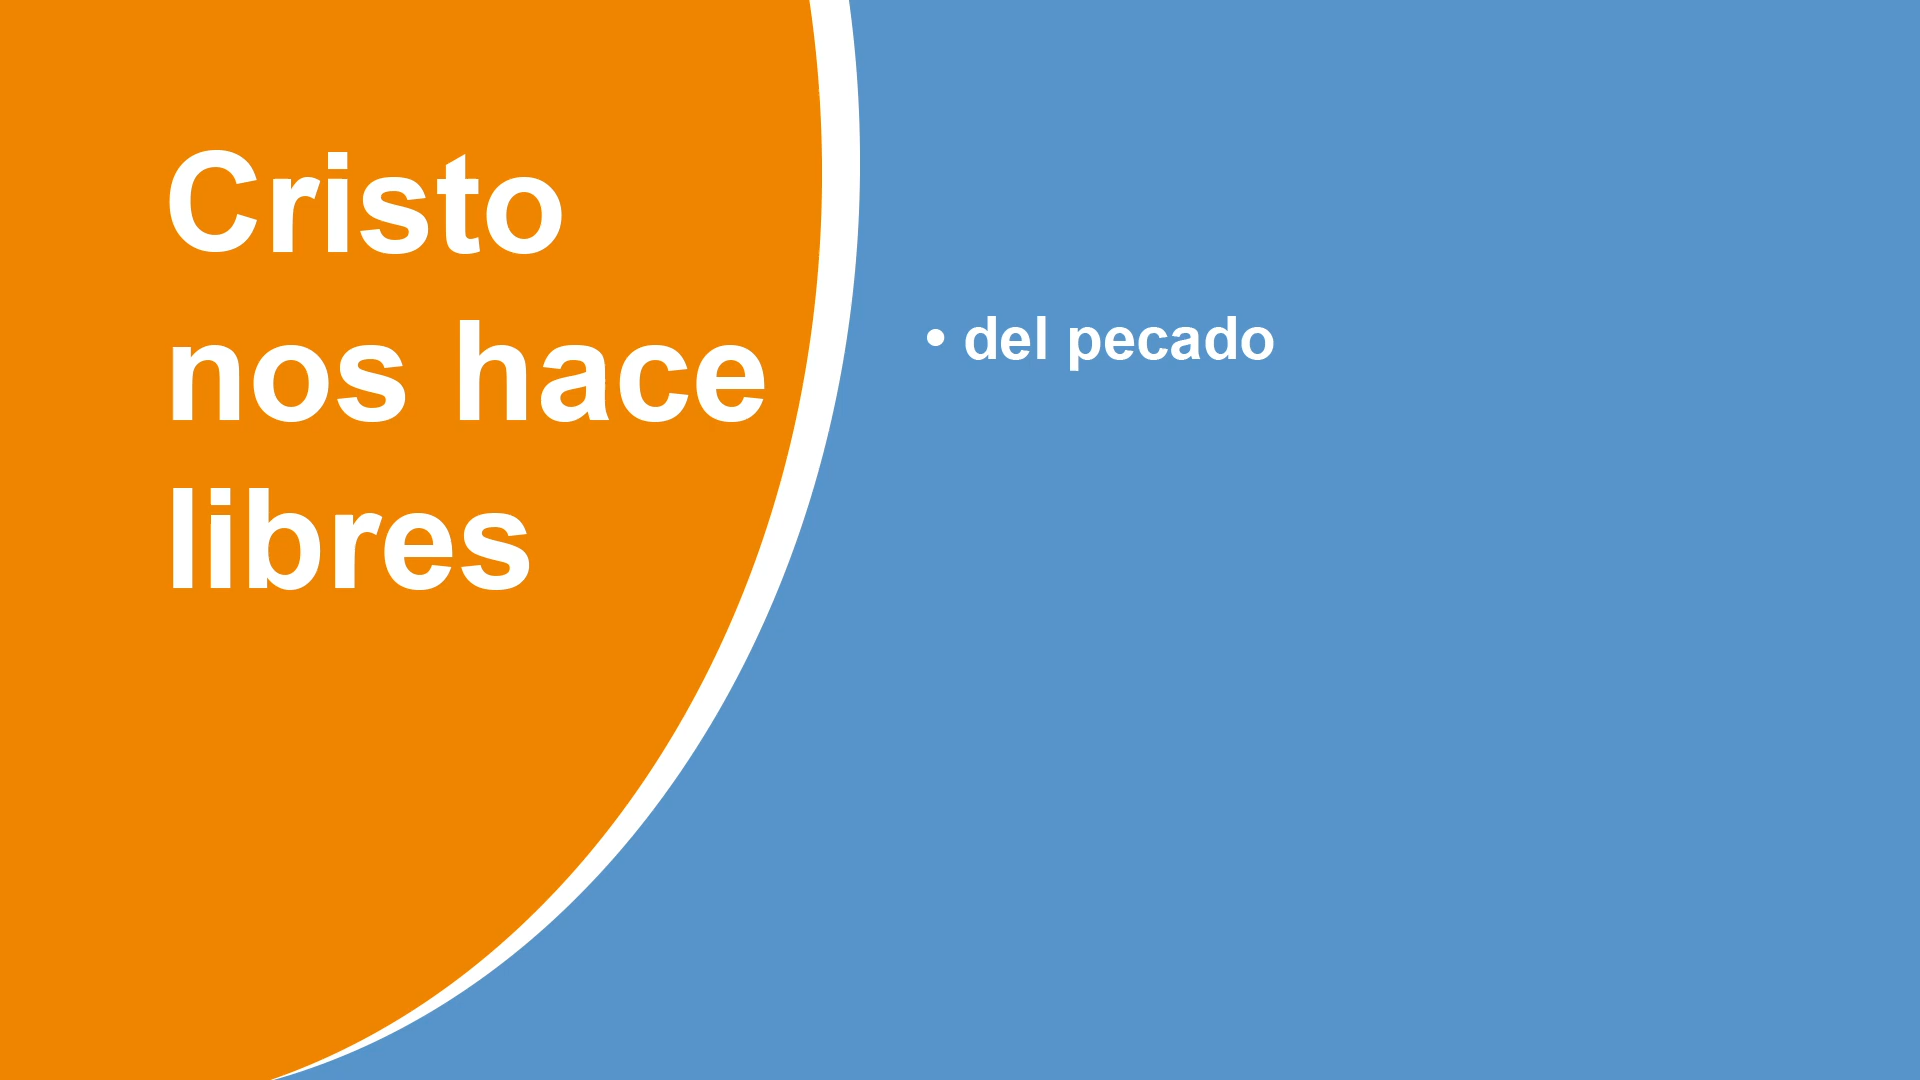 Cristo
nos hace
libres
• del pecado